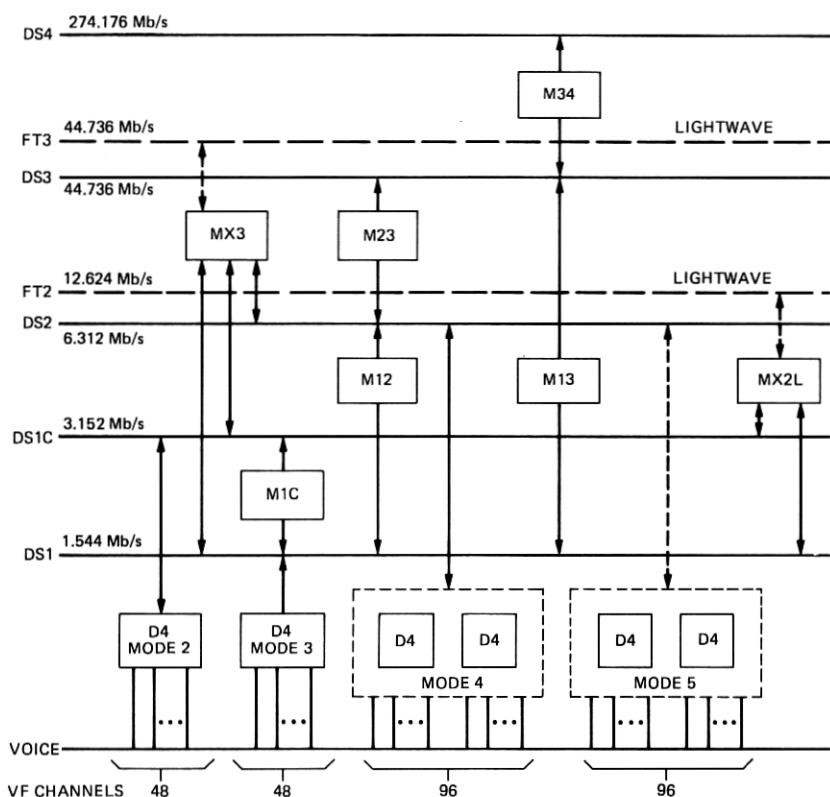 274.176 Mb/s
DS4
M34
44.736 Mb/s
LIGHTWAVE
FT3
DS3
44.736 Mb/s
MX3
M23
12.624 Mb/s
LIGHTWAVE
FT2
DS2
6.312 Mb/s
M12
M13
MX2L
3.152 Mb/s
DS1C
M1C
1.544 Mb/s
DS1
D4
MODE 2
D4
MODE 3
D4 D4
MODE 4
D4 D4
MODE 5
VOICE
VF CHANNELS 48 48 96 96